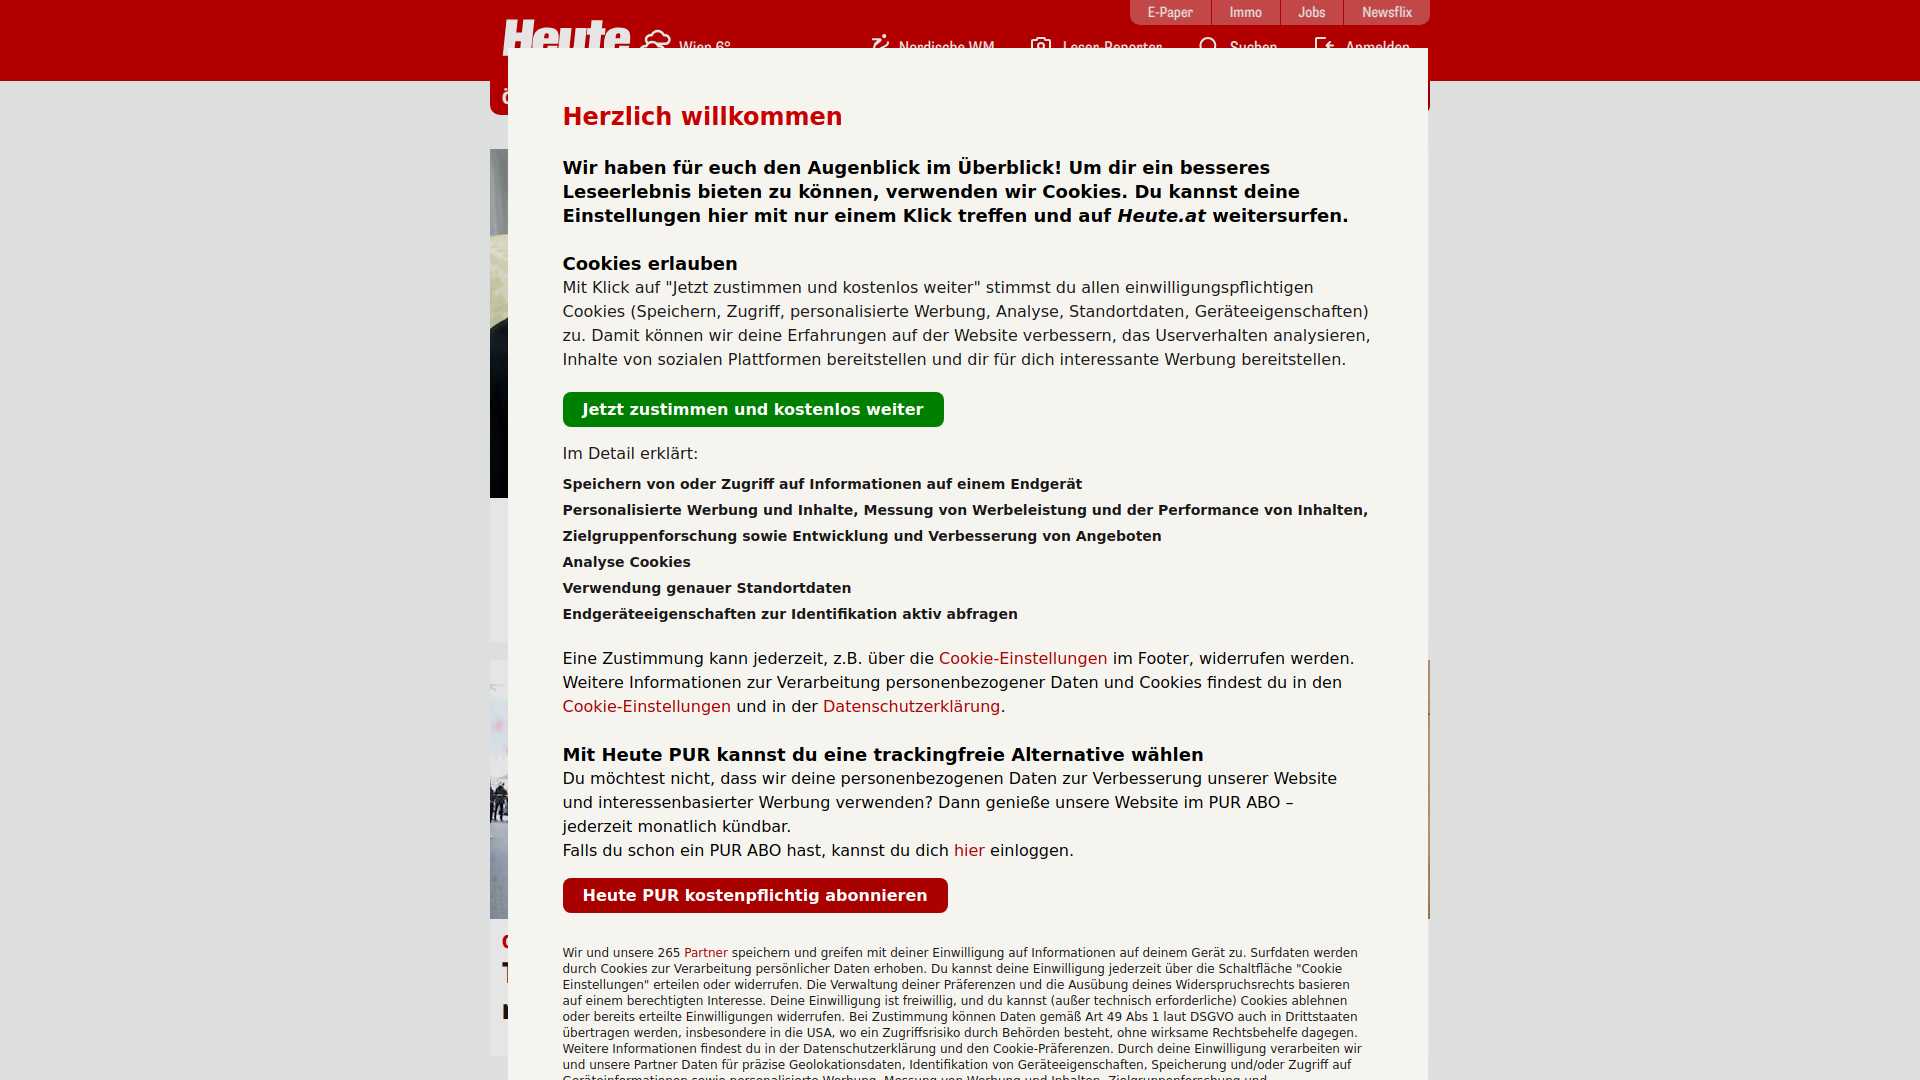 E-Paper
Immo
Jobs
Newsflix
Heute
Wien 6°
Nordische WM
Leser-Reporter
Suchen
Anmelden
Herzlich willkommen
Wir haben für euch den Augenblick im Überblick! Um dir ein besseres
Leseerlebnis bieten zu können, verwenden wir Cookies. Du kannst deine
Einstellungen hier mit nur einem Klick treffen und auf Heute.at weitersurfen.
Cookies erlauben
Mit Klick auf "Jetzt zustimmen und kostenlos weiter" stimmst du allen einwilligungspflichtigen
Cookies (Speichern, Zugriff, personalisierte Werbung, Analyse, Standortdaten, Geräteeigenschaften)
zu. Damit können wir deine Erfahrungen auf der Website verbessern, das Userverhalten analysieren,
Inhalte von sozialen Plattformen bereitstellen und dir für dich interessante Werbung bereitstellen.
Jetzt zustimmen und kostenlos weiter
Im Detail erklärt:
Speichern von oder Zugriff auf Informationen auf einem Endgerät
Personalisierte Werbung und Inhalte, Messung von Werbeleistung und der Performance von Inhalten,
Zielgruppenforschung sowie Entwicklung und Verbesserung von Angeboten
Analyse Cookies
Verwendung genauer Standortdaten
Endgeräteeigenschaften zur Identifikation aktiv abfragen
Eine Zustimmung kann jederzeit, z.B. über die Cookie-Einstellungen im Footer, widerrufen werden.
Weitere Informationen zur Verarbeitung personenbezogener Daten und Cookies findest du in den
Cookie-Einstellungen und in der Datenschutzerklärung.
Mit Heute PUR kannst du eine trackingfreie Alternative wählen
Du möchtest nicht, dass wir deine personenbezogenen Daten zur Verbesserung unserer Website
und interessenbasierter Werbung verwenden? Dann genieße unsere Website im PUR ABO –
jederzeit monatlich kündbar.
Falls du schon ein PUR ABO hast, kannst du dich hier einloggen.
Heute PUR kostenpflichtig abonnieren
Wir und unsere 265 Partner speichern und greifen mit deiner Einwilligung auf Informationen auf deinem Gerät zu. Surfdaten werden
durch Cookies zur Verarbeitung persönlicher Daten erhoben. Du kannst deine Einwilligung jederzeit über die Schaltfläche "Cookie
Einstellungen" erteilen oder widerrufen. Die Verwaltung deiner Präferenzen und die Ausübung deines Widerspruchsrechts basieren
auf einem berechtigten Interesse. Deine Einwilligung ist freiwillig, und du kannst (außer technisch erforderliche) Cookies ablehnen
oder bereits erteilte Einwilligungen widerrufen. Bei Zustimmung können Daten gemäß Art 49 Abs 1 laut DSGVO auch in Drittstaaten
übertragen werden, insbesondere in die USA, wo ein Zugriffsrisiko durch Behörden besteht, ohne wirksame Rechtsbehelfe dagegen.
Weitere Informationen findest du in der Datenschutzerklärung und den Cookie-Präferenzen. Durch deine Einwilligung verarbeiten wir
und unsere Partner Daten für präzise Geolokationsdaten, Identifikation von Geräteeigenschaften, Speicherung und/oder Zugriff auf
Geräteinformationen sowie personalisierte Werbung, Messung von Werbung und Inhalten, Zielgruppenforschung und